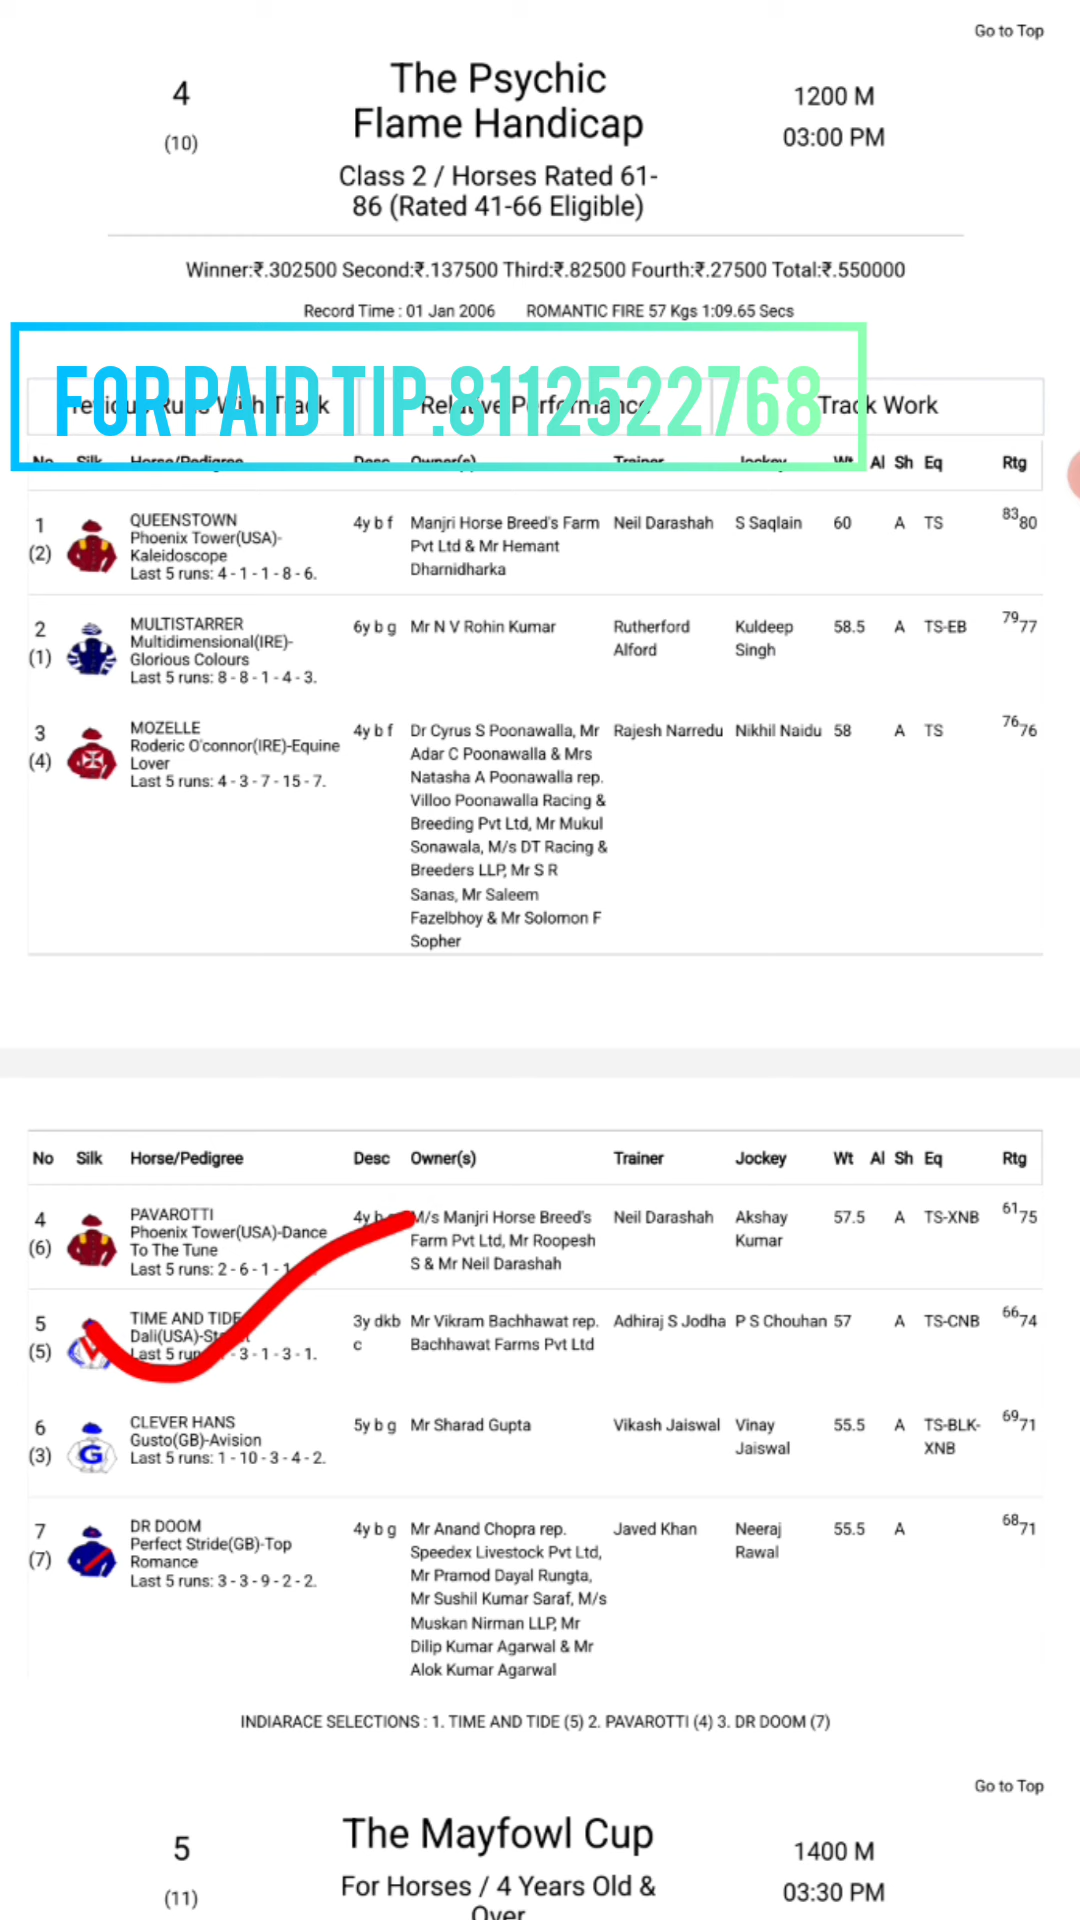 Go to Top
4
The Psychic
Flame Handicap
1200 M
(10)
03:00 PM
Class 2 / Horses Rated 61-
86 (Rated 41-66 Eligible)
Winner:₹.302500 Second:₹.137500 Third:₹.82500 Fourth:₹.27500 Total:₹.550000
Record Time : 01 Jan 2006 ROMANTIC FIRE 57 Kgs 1:09.65 Secs
FOR PAID TIP.8112522768
Track Work
No Silk Horse/Pedigree Desc Owner(s) Trainer Jockey Wt Al Sh Eq Rtg
1 QUEENSTOWN 4y b f Manjri Horse Breed's Farm Neil Darashah S Saqlain 60 A TS 83 80
(2) Phoenix Tower(USA)- Pvt Ltd & Mr Hemant
Kaleidoscope Dharnidharka
Last 5 runs: 4 - 1 - 1 - 8 - 6.
2 MULTISTARRER 6y b g Mr N V Rohin Kumar Rutherford Kuldeep 58.5 A TS-EB 79 77
(1) Multidimensional(IRE)- Alford Singh
Glorious Colours
Last 5 runs: 8 - 8 - 1 - 4 - 3.
3 MOZELLE 4y b f Dr Cyrus S Poonawalla, Mr Rajesh Narredu Nikhil Naidu 58 A TS 76 76
(4) Roderic O'connor(IRE)-Equine Adar C Poonawalla & Mrs
Lover Natasha A Poonawalla rep.
Last 5 runs: 4 - 3 - 7 - 15 - 7. Villoo Poonawalla Racing &
Breeding Pvt Ltd, Mr Mukul
Sonawala, M/s DT Racing &
Breeders LLP, Mr S R
Sanas, Mr Saleem
Fazelbhoy & Mr Solomon F
Sopher
No Silk Horse/Pedigree Desc Owner(s) Trainer Jockey Wt Al Sh Eq Rtg
4 PAVAROTTI 4y b M/s Manjri Horse Breed's Neil Darashah Akshay 57.5 A TS-XNB 61 75
(6) Phoenix Tower(USA)-Dance Farm Pvt Ltd, Mr Roopesh Kumar
To The Tune S & Mr Neil Darashah
Last 5 runs: 2 - 6 - 1 - 1
5 TIME AND TIDE 3y dkb Mr Vikram Bachhawat rep. Adhiraj S Jodha P S Chouhan 57 A TS-CNB 66 74
(5) Dali(USA)- c Bachhawat Farms Pvt Ltd
Last 5 - 3 - 1 - 3 - 1.
6 CLEVER HANS 5y b g Mr Sharad Gupta Vikash Jaiswal Vinay 55.5 A TS-BLK- 69 71
(3) G Gusto(GB)-Avision Jaiswal XNB
Last 5 runs: 1 - 10 - 3 - 4 - 2.
7 DR DOOM 4y b g Mr Anand Chopra rep. Javed Khan Neeraj 55.5 A 68 71
(7) Perfect Stride(GB)-Top Speedex Livestock Pvt Ltd, Rawal
Romance Mr Pramod Dayal Rungta,
Last 5 runs: 3 - 3 - 9 - 2 - 2. Mr Sushil Kumar Saraf, M/s
Muskan Nirman LLP, Mr
Dilip Kumar Agarwal & Mr
Alok Kumar Agarwal
INDIARACE SELECTIONS : 1. TIME AND TIDE (5) 2. PAVAROTTI (4) 3. DR DOOM (7)
Go to Top
5
The Mayfowl Cup
1400 M
(11)
For Horses / 4 Years Old &
03:30 PM
Over